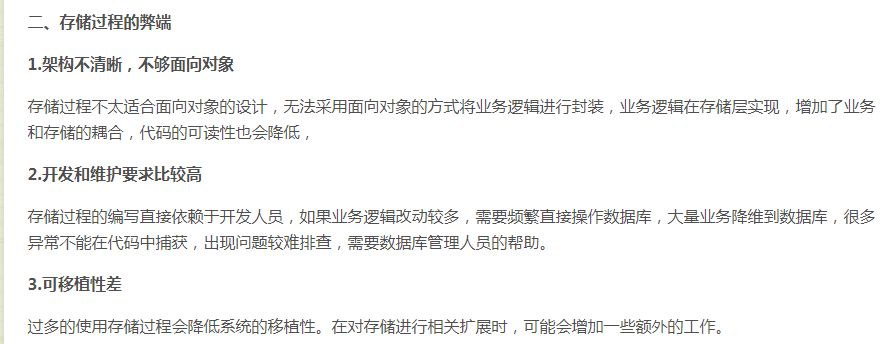 二、存储过程的弊端
1.架构不清晰，不够面向对象
存储过程不太适合面向对象的设计，无法采用面向对象的方式将业务逻辑进行封装，业务逻辑在存储层实现，增加了业务
和存储的耦合，代码的可读性也会降低，
2.开发和维护要求比较高
存储过程的编写直接依赖于开发人员，如果业务逻辑改动较多，需要频繁直接操作数据库，大量业务降维到数据库，很多
异常不能在代码中捕获，出现问题较难排查，需要数据库管理人员的帮助。
3.可移植性差
过多的使用存储过程会降低系统的移植性。在对存储进行相关扩展时，可能会增加一些额外的工作。